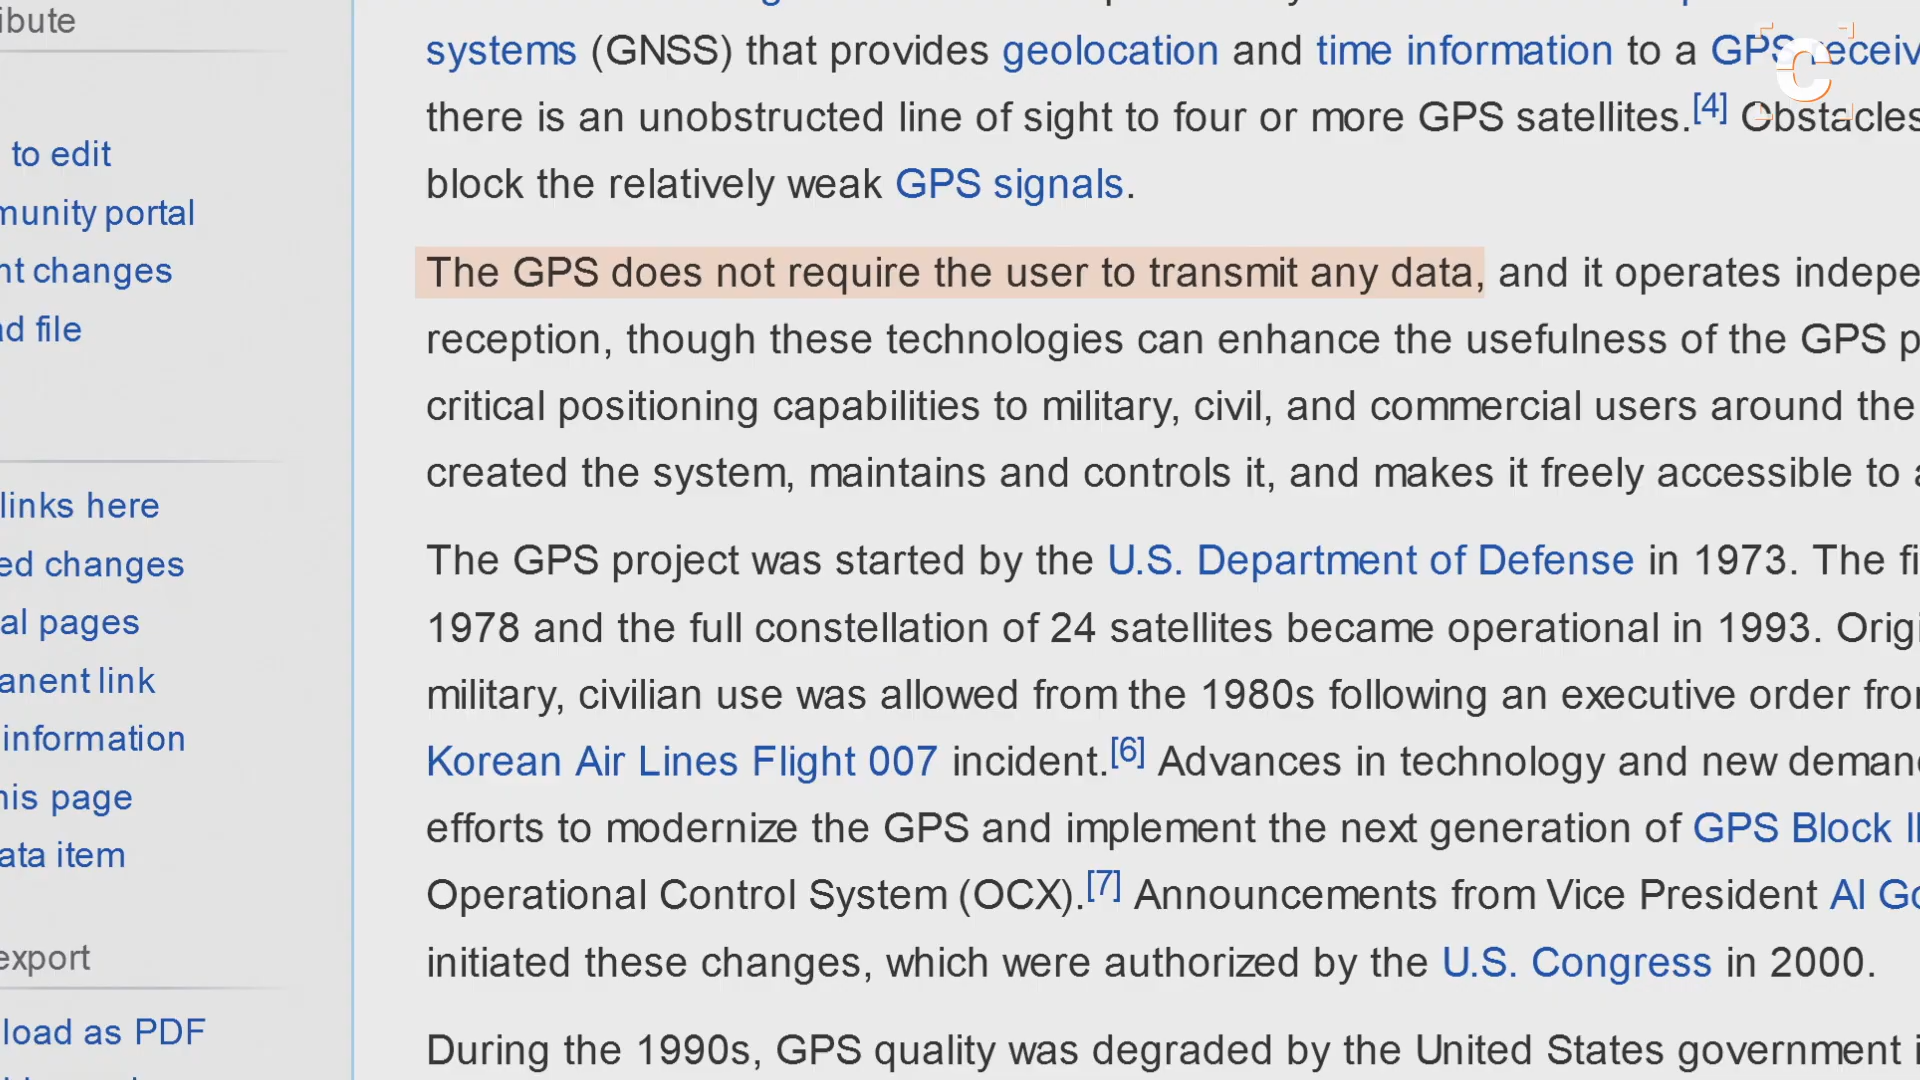 ibute
to edit
munity portal
nt changes
ad file
links here
ed changes
al pages
anent link
information
his page
ata item
export
load as PDF
systems (GNSS) that provides geolocation and time information to a GPS receiv
there is an unobstructed line of sight to four or more GPS satellites.[4] Obstacles
block the relatively weak GPS signals.
The GPS does not require the user to transmit any data, and it operates indepe
reception, though these technologies can enhance the usefulness of the GPS p
critical positioning capabilities to military, civil, and commercial users around the
created the system, maintains and controls it, and makes it freely accessible to a
The GPS project was started by the U.S. Department of Defense in 1973. The fi
1978 and the full constellation of 24 satellites became operational in 1993. Origi
military, civilian use was allowed from the 1980s following an executive order from
Korean Air Lines Flight 007 incident.[6] Advances in technology and new deman
efforts to modernize the GPS and implement the next generation of GPS Block II
Operational Control System (OCX).[7] Announcements from Vice President Al Go
initiated these changes, which were authorized by the U.S. Congress in 2000.
During the 1990s, GPS quality was degraded by the United States government i
C